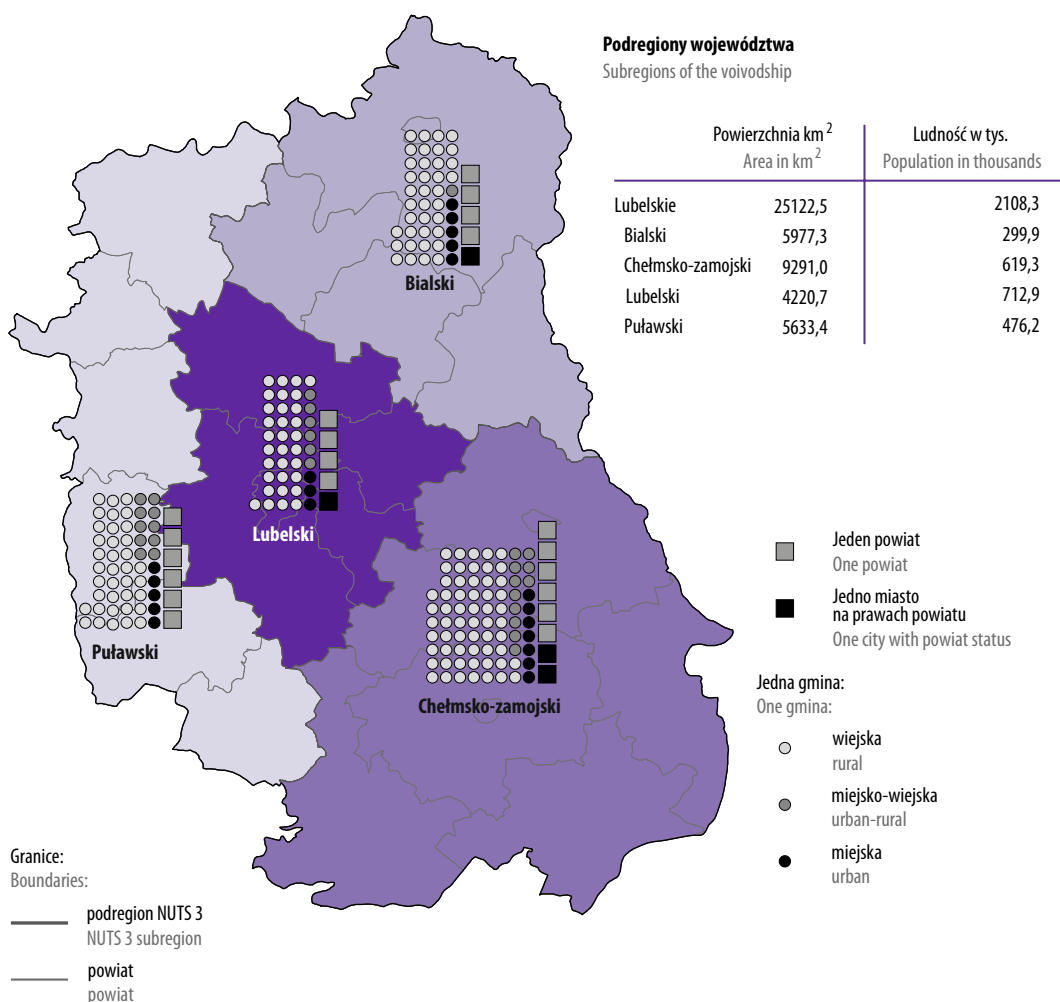 Podregiony województwa
Subregions of the voivodship
Powierzchnia km² Ludność w tys.
Area in km² Population in thousands
Lubelskie 25122,5 2108,3
Bialski 5977,3 299,9
Chełmsko-zamojski 9291,0 619,3
Lubelski 4220,7 712,9
Puławski 5633,4 476,2
Bialski
Lubelski
Puławski
Chełmsko-zamojski
Jeden powiat
One powiat
Jedno miasto
na prawach powiatu
One city with powiat status
Jedna gmina:
One gmina:
wiejska
rural
miejsko-wiejska
urban-rural
miejska
urban
Granice:
Boundaries:
podregion NUTS 3
NUTS 3 subregion
powiat
powiat